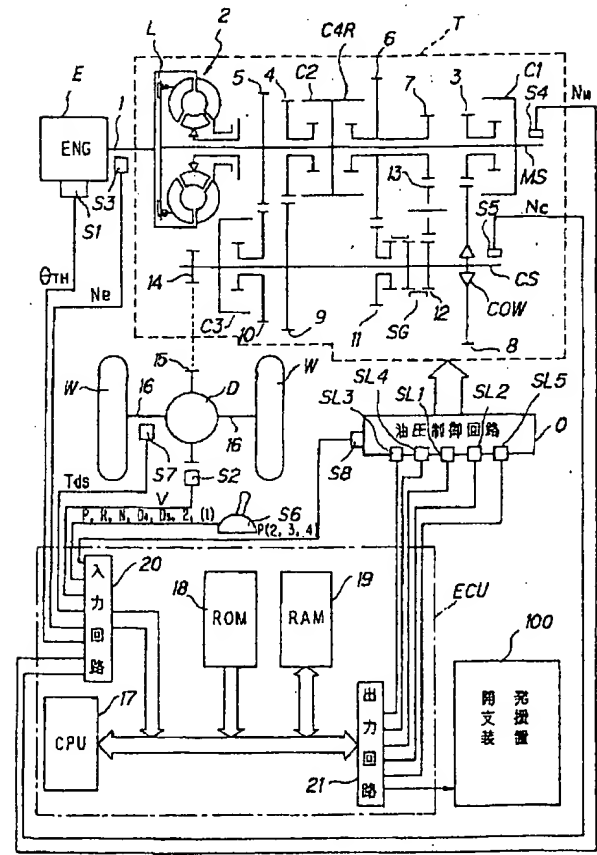 C4R
6
T
L
2
5
4
C2
7
3
C1
S4
NM
E
1
ENG
MS
S3
S1
13
S5
Nc
θTH
Ne
14
CS
COW
C3
10
9
11
SG
12
8
15
W
D
W
SL4
SL1
SL2
SL5
SL3
16
16
油圧制御回路
O
S7
S2
S8
Tds
V
S6
P, R, N, D4, D3, 2, (1)
P(2, 3, 4)
20
入力回路
18
ROM
19
RAM
ECU
100
開発支援装置
17
CPU
出力回路
21